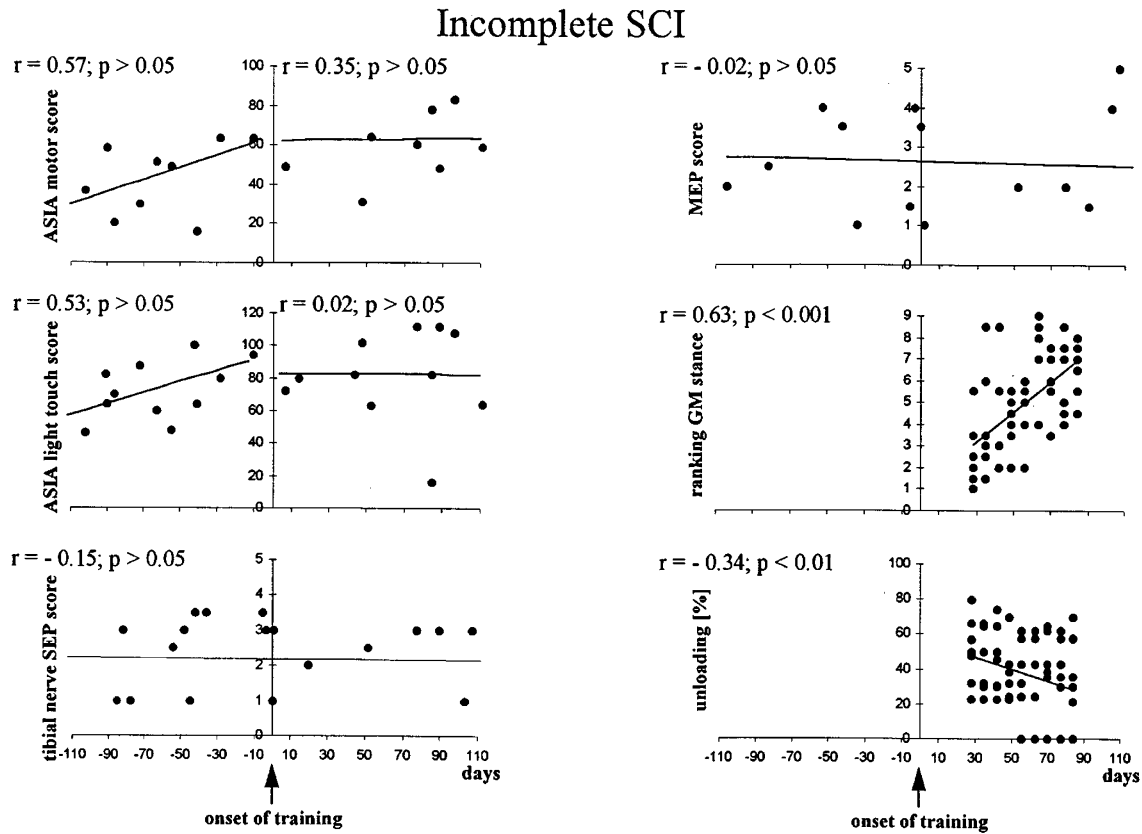 Incomplete SCI
r = 0.57; p > 0.05
r = 0.35; p > 0.05
ASIA motor score
100
80
60
40
20
0
r = 0.53; p > 0.05
r = 0.02; p > 0.05
ASIA light touch score
120
100
80
60
40
20
0
r = - 0.15; p > 0.05
tibial nerve SEP score
5
4
3
2
1
0
-110 -90 -70 -50 -30 -10 10 30 50 70 90 110
days
onset of training
r = - 0.02; p > 0.05
MEP score
5
4
3
2
1
0
r = 0.63; p < 0.001
ranking GM stance
9
8
7
6
5
4
3
2
1
0
r = - 0.34; p < 0.01
unloading [%]
100
80
60
40
20
0
-110 -90 -70 -50 -30 -10 10 30 50 70 90 110
days
onset of training